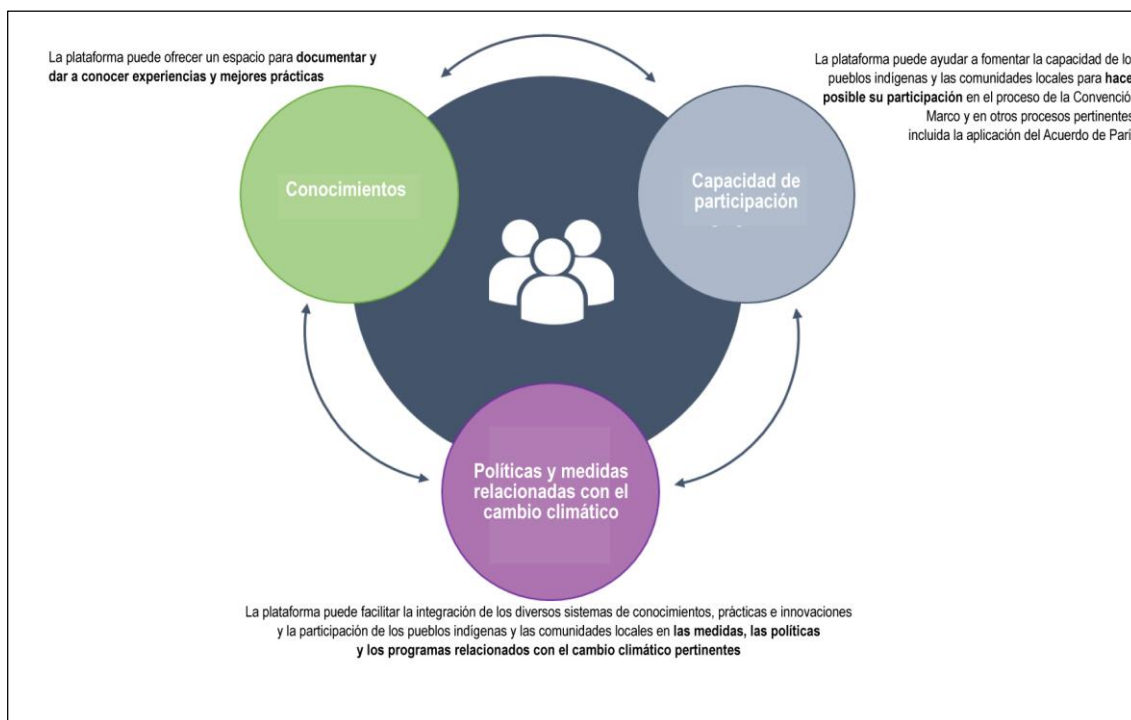 La plataforma puede ofrecer un espacio para documentar y
dar a conocer experiencias y mejores prácticas
La plataforma puede ayudar a fomentar la capacidad de lo
pueblos indígenas y las comunidades locales para hace
posible su participación en el proceso de la Convenció
Marco y en otros procesos pertinentes
incluida la aplicación del Acuerdo de Pari
Conocimientos
Capacidad de
participación
Políticas y medidas
relacionadas con el
cambio climático
La plataforma puede facilitar la integración de los diversos sistemas de conocimientos, prácticas e innovaciones
y la participación de los pueblos indígenas y las comunidades locales en las medidas, las políticas
y los programas relacionados con el cambio climático pertinentes